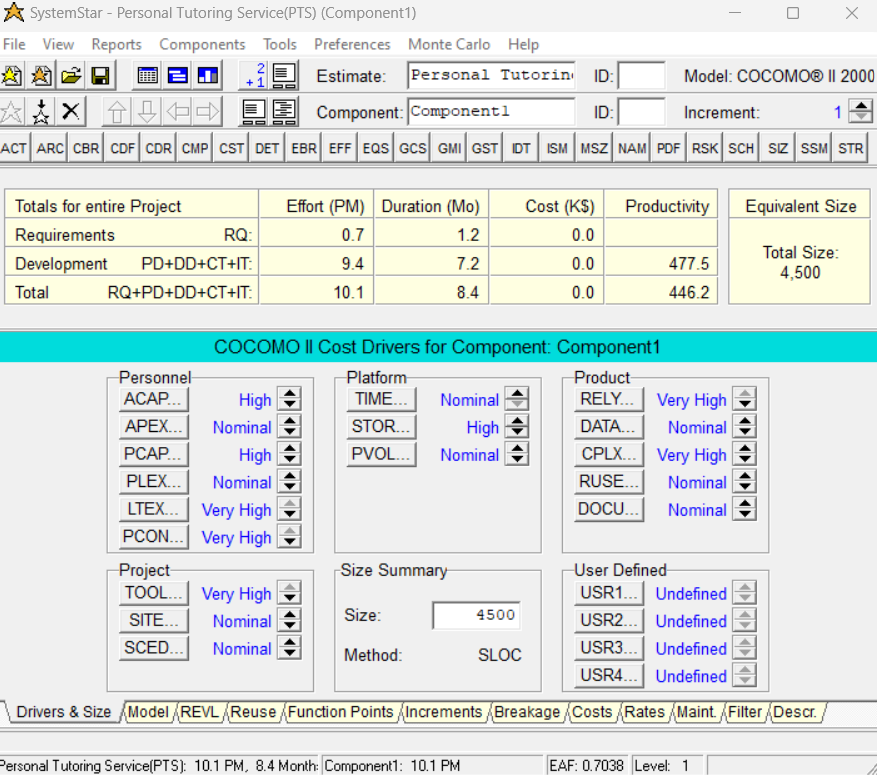 SystemStar - Personal Tutoring Service(PTS) (Component1)
File View Reports Components Tools Preferences Monte Carlo Help
2 +1 Estimate: Personal Tutorin ID: Model: COCOMO® II 2000
Component: Component1 ID: Increment: 1
ACT ARC CBR CDF CDR CMP CST DET EBR EFF EQS GCS GMI GST IDT ISM MSZ NAM PDF RSK SCH SIZ SSM STR
Totals for entire Project Effort (PM) Duration (Mo) Cost (K$) Productivity Equivalent Size
Requirements RQ: 0.7 1.2 0.0
Development PD+DD+CT+IT: 9.4 7.2 0.0 477.5 Total Size:
Total RQ+PD+DD+CT+IT: 10.1 8.4 0.0 446.2 4,500
COCOMO II Cost Drivers for Component: Component1
Personnel Platform Product
ACAP... High TIME... Nominal RELY... Very High
APEX... Nominal STOR... High DATA... Nominal
PCAP... High PVOL... Nominal CPLX... Very High
PLEX... Nominal RUSE... Nominal
LTEX... Very High DOCU... Nominal
PCON... Very High
Project Size Summary User Defined
TOOL... Very High USR1... Undefined
SITE... Nominal Size: 4500 USR2... Undefined
SCED... Nominal Method: SLOC USR3... Undefined
USR4... Undefined
Drivers & Size Model REVL Reuse Function Points Increments Breakage Costs Rates Maint. Filter Descr.
Personal Tutoring Service(PTS): 10.1 PM, 8.4 Month Component1: 10.1 PM EAF: 0.7038 Level: 1